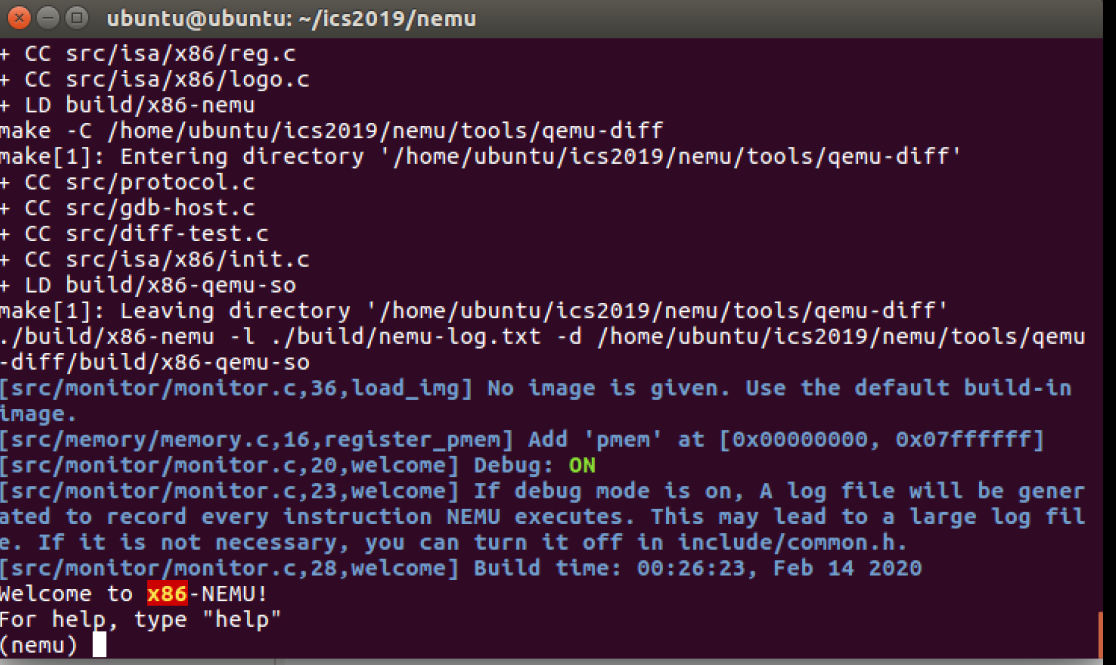 ubuntu@ubuntu: ~/ics2019/nemu
+ CC src/isa/x86/reg.c
+ CC src/isa/x86/logo.c
+ LD build/x86-nemu
make -C /home/ubuntu/ics2019/nemu/tools/qemu-diff
make[1]: Entering directory '/home/ubuntu/ics2019/nemu/tools/qemu-diff'
+ CC src/protocol.c
+ CC src/gdb-host.c
+ CC src/diff-test.c
+ CC src/isa/x86/init.c
+ LD build/x86-qemu-so
make[1]: Leaving directory '/home/ubuntu/ics2019/nemu/tools/qemu-diff'
./build/x86-nemu -l ./build/nemu-log.txt -d /home/ubuntu/ics2019/nemu/tools/qemu
-diff/build/x86-qemu-so
[src/monitor/monitor.c,36,load_img] No image is given. Use the default build-in
image.
[src/memory/memory.c,16,register_pmem] Add 'pmem' at [0x00000000, 0x07ffffff]
[src/monitor/monitor.c,20,welcome] Debug: ON
[src/monitor/monitor.c,23,welcome] If debug mode is on, A log file will be gener
ated to record every instruction NEMU executes. This may lead to a large log fil
e. If it is not necessary, you can turn it off in include/common.h.
[src/monitor/monitor.c,28,welcome] Build time: 00:26:23, Feb 14 2020
Welcome to x86-NEMU!
For help, type "help"
(nemu)